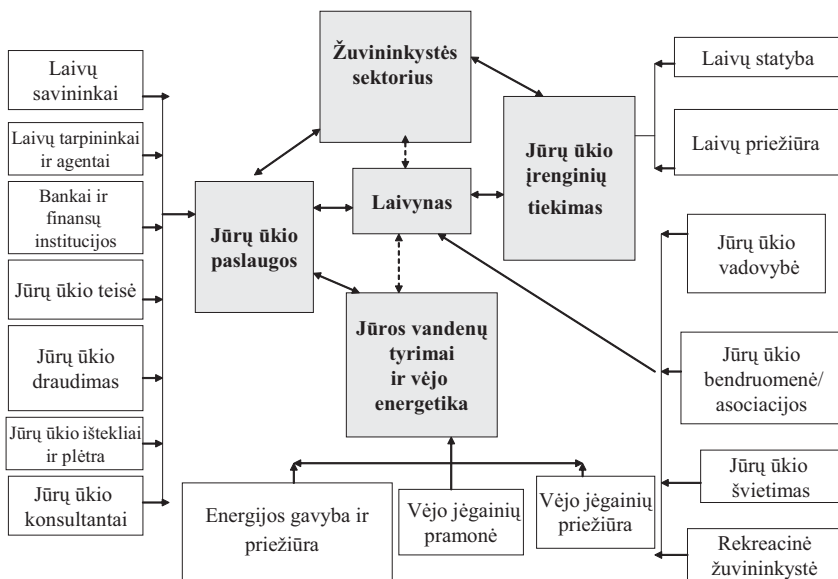 Laivų
savininkai
Laivų tarpininkai
ir agentai
Bankai ir
finansų
institucijos
Jūrų ūkio teisė
Jūrų ūkio
draudimas
Jūrų ūkio ištekliai
ir plėtra
Jūrų ūkio
konsultantai
Žuvininkystės
sektorius
Jūrų ūkio
paslaugos
Laivynas
Jūrų ūkio
įrenginių
tiekimas
Jūros vandenų
tyrimai
ir vėjo
energetika
Energijos gavyba ir
priežiūra
Vėjo jėgainių
pramonė
Vėjo jėgainių
priežiūra
Laivų statyba
Laivų priežiūra
Jūrų ūkio
vadovybė
Jūrų ūkio
bendruomenė/
asociacijos
Jūrų ūkio
švietimas
Rekreacinė
žuvininkystė